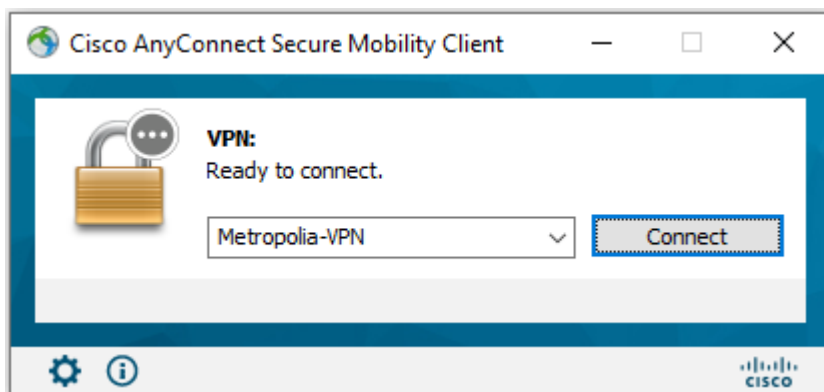 Cisco AnyConnect Secure Mobility Client
VPN:
Ready to connect.
Metropolia-VPN
Connect
CISCO